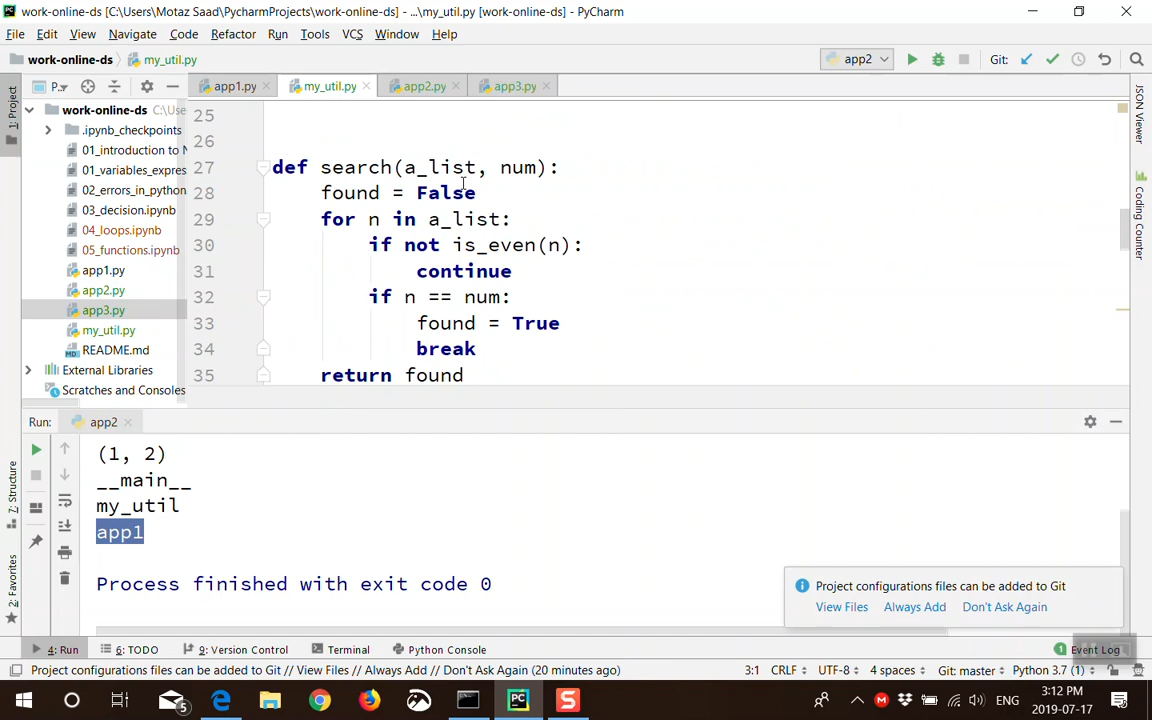 work-online-ds [C:\Users\Motaz Saad\PycharmProjects\work-online-ds] - ...\my_util.py [work-online-ds] - PyCharm
File Edit View Navigate Code Refactor Run Tools VCS Window Help
work-online-ds my_util.py app2 Git:
P.. app1.py my_util.py app2.py app3.py
1: Project
work-online-ds C:\Use
.ipynb_checkpoints
01_introduction to
01_variables_expres
02_errors_in_python
03_decision.ipynb
04_loops.ipynb
05_functions.ipynb
app1.py
app2.py
app3.py
my_util.py
README.md
External Libraries
Scratches and Consoles
25
26
27 def search(a_list, num):
28 found = False
29 for n in a_list:
30 if not is_even(n):
31 continue
32 if n == num:
33 found = True
34 break
35 return found
JSON Viewer
Coding Counter
Run: app2
(1, 2)
__main__
my_util
app1
Process finished with exit code 0
7: Structure
2: Favorites
Project configurations files can be added to Git
View Files Always Add Don't Ask Again
4: Run 6: TODO 9: Version Control Terminal Python Console 1 Event Log
Project configurations files can be added to Git // View Files // Always Add // Don't Ask Again (20 minutes ago) 3:1 CRLF UTF-8 4 spaces Git: master Python 3.7 (1)
5 ENG 3:12 PM
2019-07-17